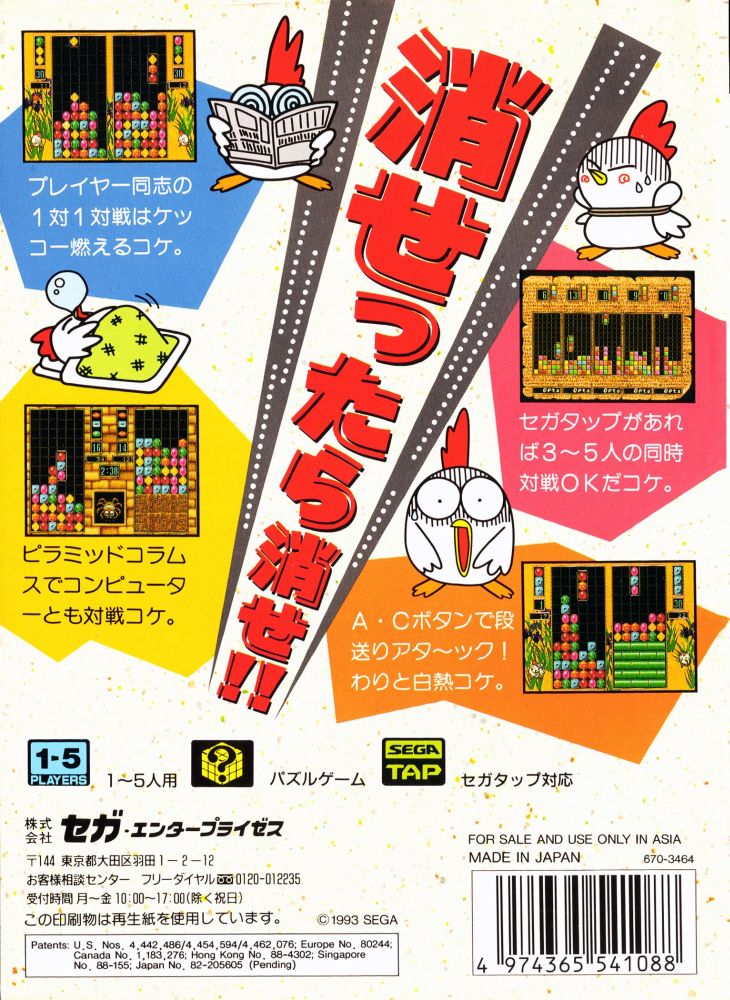 消せったら消せ!!
プレイヤー同志の
1対1対戦はケッ
コー燃えるコケ。
セガタップがあれ
ば3～5人の同時
対戦OKだコケ。
ピラミッドコラム
スでコンピュータ
ーとも対戦コケ。
A・Cボタンで段
送りアタ～ック!
わりと白熱コケ。
1-5
PLAYERS
1～5人用
パズルゲーム
SEGA
TAP
セガタップ対応
株式会社 セガ・エンタープライゼス
〒144 東京都大田区羽田1-2-12
お客様相談センター フリーダイヤル 0120-012235
受付時間 月～金 10:00～17:00(除く祝日)
この印刷物は再生紙を使用しています。
©1993 SEGA
FOR SALE AND USE ONLY IN ASIA
MADE IN JAPAN
670-3464
Patents: U.S. Nos. 4,442,486/4,454,594/4,462,076; Europe No. 80244;
Canada No. 1,183,276; Hong Kong No. 88-4302; Singapore
No. 88-155; Japan No. 82-205605 (Pending)
4 974365 541088